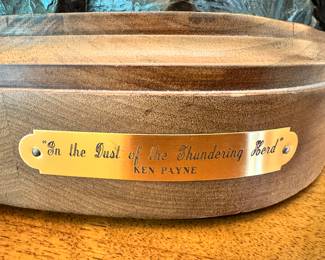 "In the Dust of the Thundering Herd"
KEN PAYNE